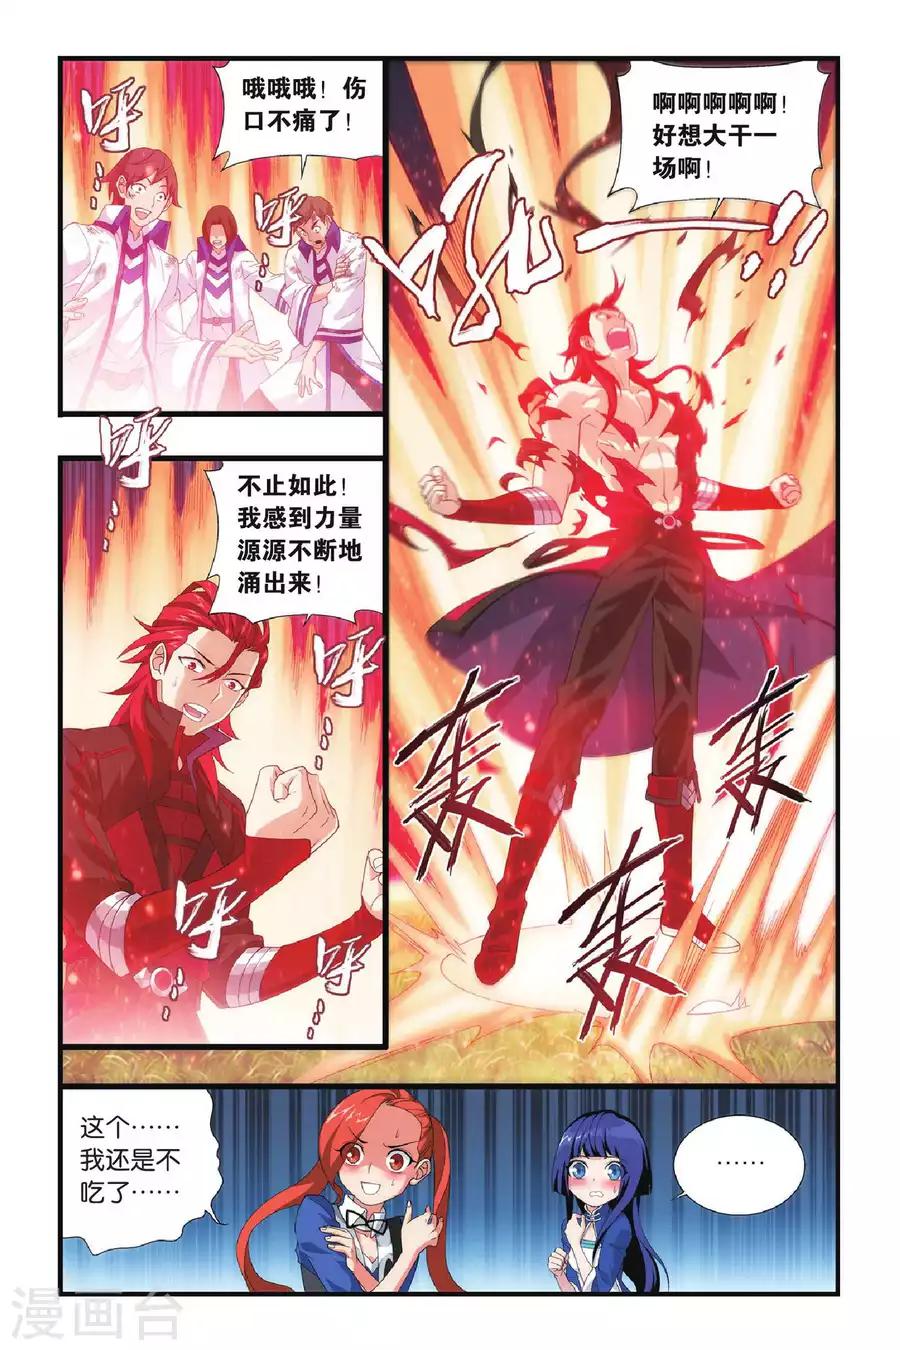 哦哦哦！伤
口不痛了！
呼
呼
啊啊啊啊啊！
好想大干一
场啊！
吼——！！
呼
不止如此！
我感到力量
源源不断地
涌出来！
呼
呼
呼
轰
轰
轰
这个……
我还是不
吃了……
……
漫画台